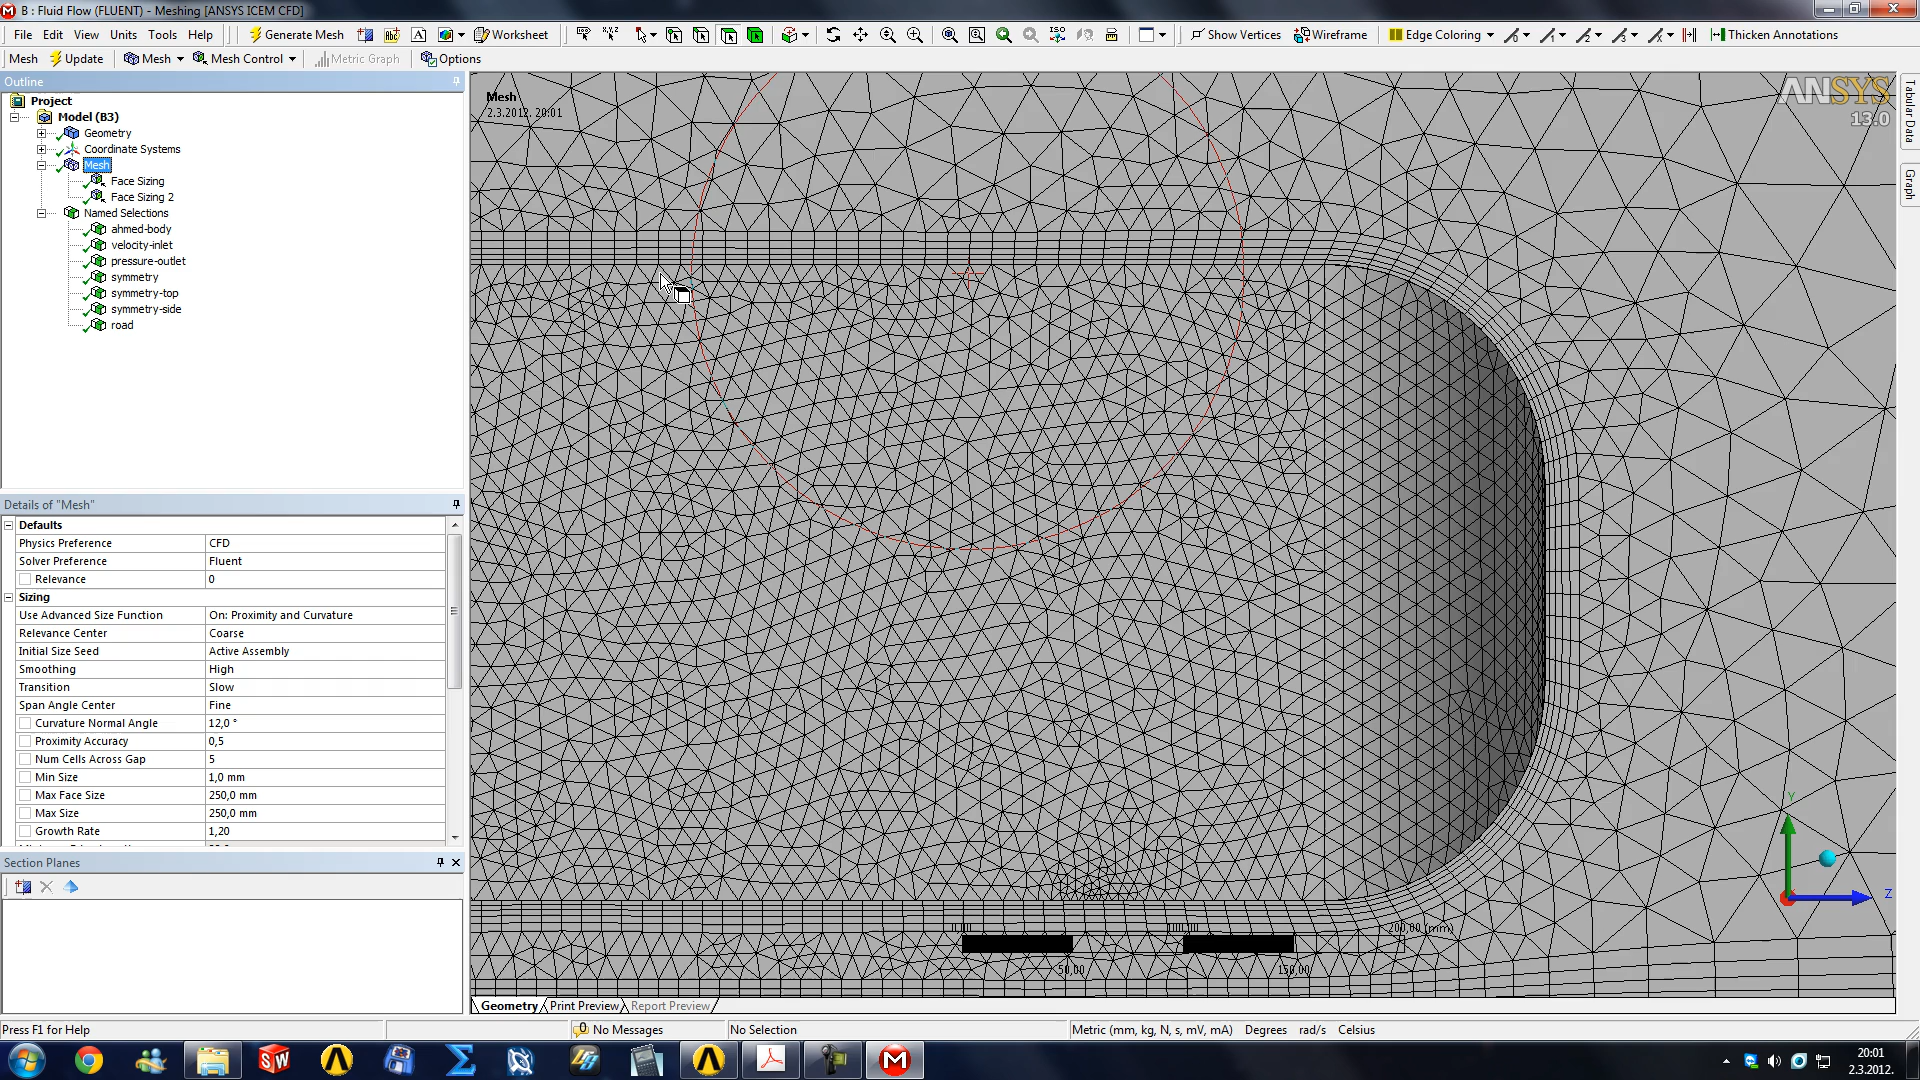 B : Fluid Flow (FLUENT) - Meshing [ANSYS ICEM CFD]
File Edit View Units Tools Help Generate Mesh Worksheet Show Vertices Wireframe Edge Coloring Thicken Annotations
Mesh Update Mesh Mesh Control Metric Graph Options
Outline
Project
Model (B3)
Geometry
Coordinate Systems
Mesh
Face Sizing
Face Sizing 2
Named Selections
ahmed-body
velocity-inlet
pressure-outlet
symmetry
symmetry-top
symmetry-side
road
Details of "Mesh"
Defaults
Physics Preference CFD
Solver Preference Fluent
Relevance 0
Sizing
Use Advanced Size Function On: Proximity and Curvature
Relevance Center Coarse
Initial Size Seed Active Assembly
Smoothing High
Transition Slow
Span Angle Center Fine
Curvature Normal Angle 12,0 °
Proximity Accuracy 0,5
Num Cells Across Gap 5
Min Size 1,0 mm
Max Face Size 250,0 mm
Max Size 250,0 mm
Growth Rate 1,20
Section Planes
Mesh
2.3.2012. 20:01
ANSYS
13.0
Tabular Data
Graph
Y
Z
200,00 (mm)
50,00 150,00
Geometry Print Preview Report Preview
Press F1 for Help 0 No Messages No Selection Metric (mm, kg, N, s, mV, mA) Degrees rad/s Celsius
20:01
2.3.2012.